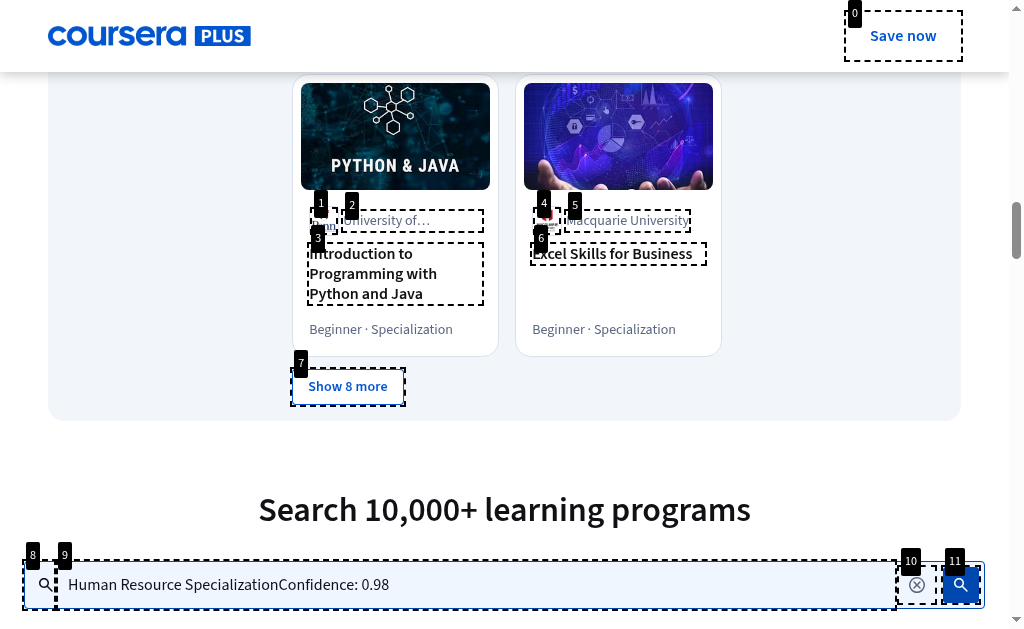 coursera PLUS
0
Save now
PYTHON & JAVA
1
2
University of…
3
Introduction to
Programming with
Python and Java
Beginner · Specialization
4
5
Macquarie University
6
Excel Skills for Business
Beginner · Specialization
7
Show 8 more
Search 10,000+ learning programs
8
9
10
11
Human Resource SpecializationConfidence: 0.98